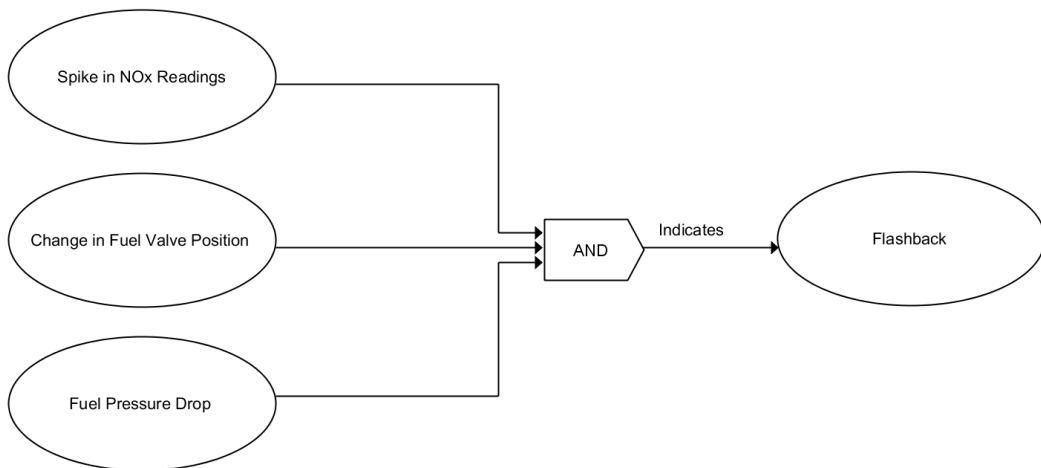 Spike in NOx Readings
Change in Fuel Valve Position
Fuel Pressure Drop
AND
Indicates
Flashback